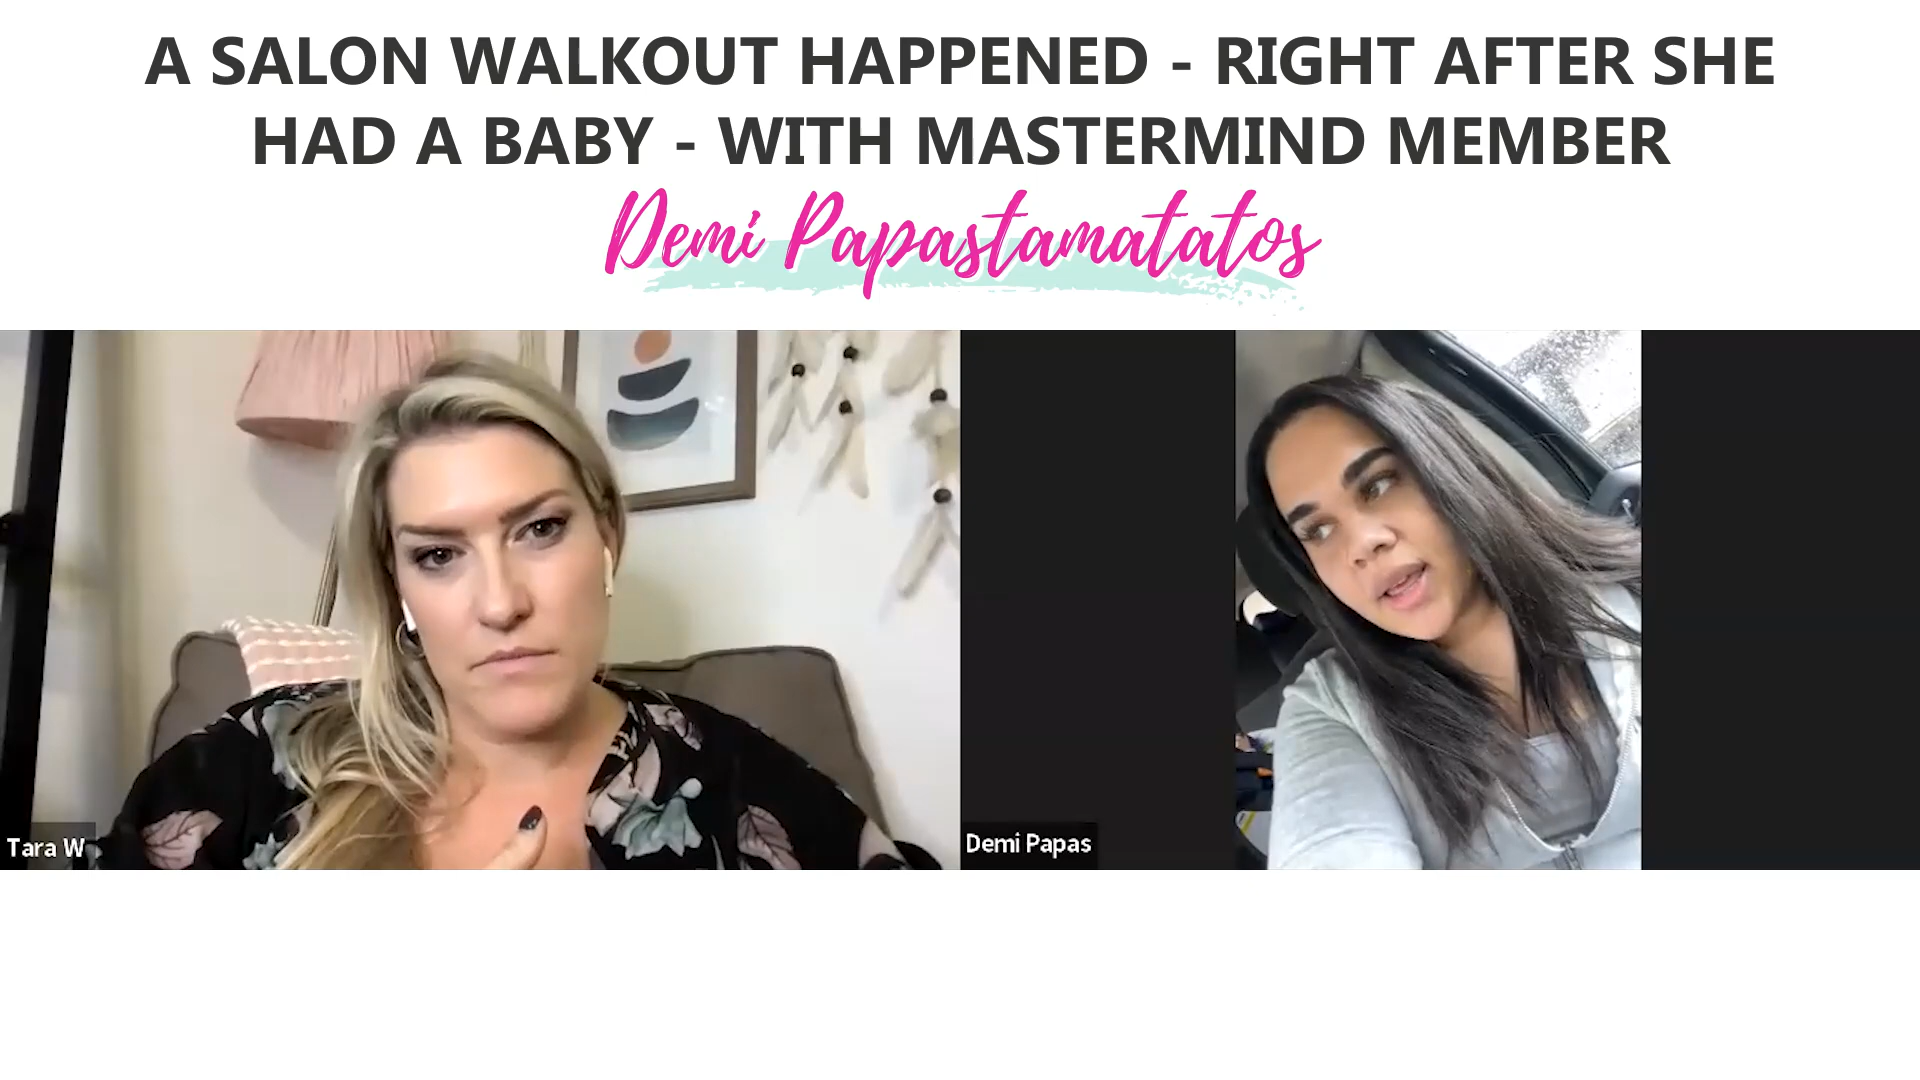 A SALON WALKOUT HAPPENED - RIGHT AFTER SHE
HAD A BABY - WITH MASTERMIND MEMBER
Demi Papastamatatos
Tara W
Demi Papas